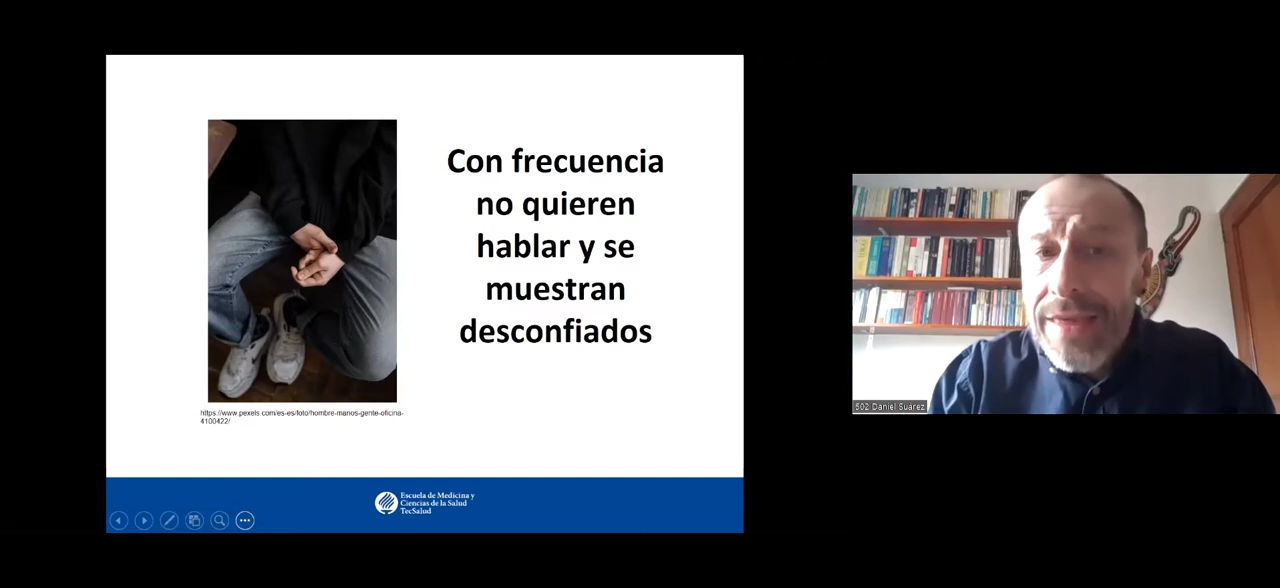 Con frecuencia
no quieren
hablar y se
muestran
desconfiados
https://www.pexels.com/es-es/foto/hombre-manos-gente-oficina-
4100422/
Escuela de Medicina y
Ciencias de la Salud
TecSalud
502 Daniel Suárez